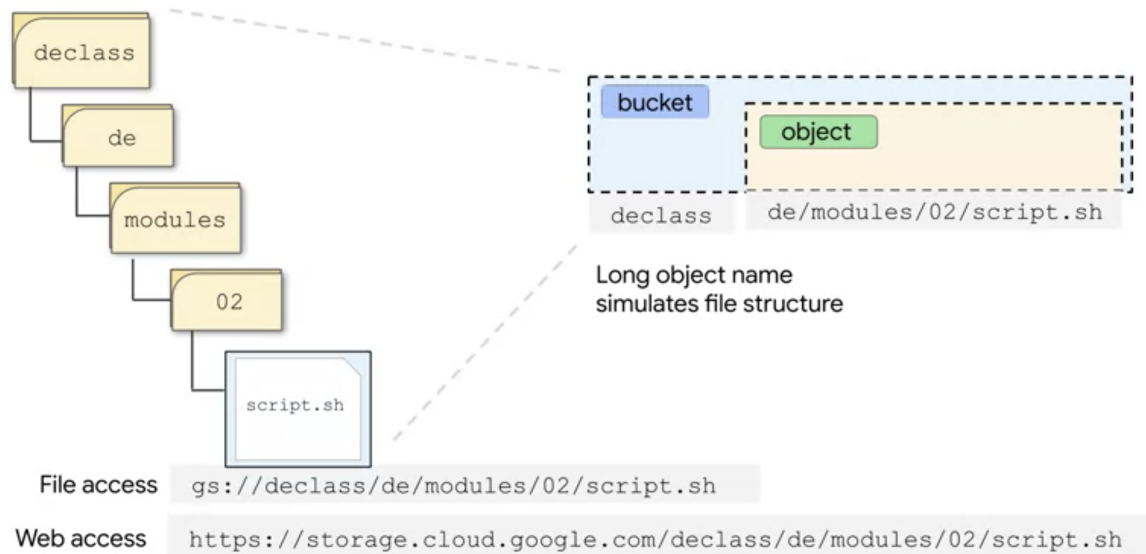 declass
de
modules
02
script.sh
bucket
object
declass
de/modules/02/script.sh
Long object name
simulates file structure
File access gs://declass/de/modules/02/script.sh
Web access https://storage.cloud.google.com/declass/de/modules/02/script.sh